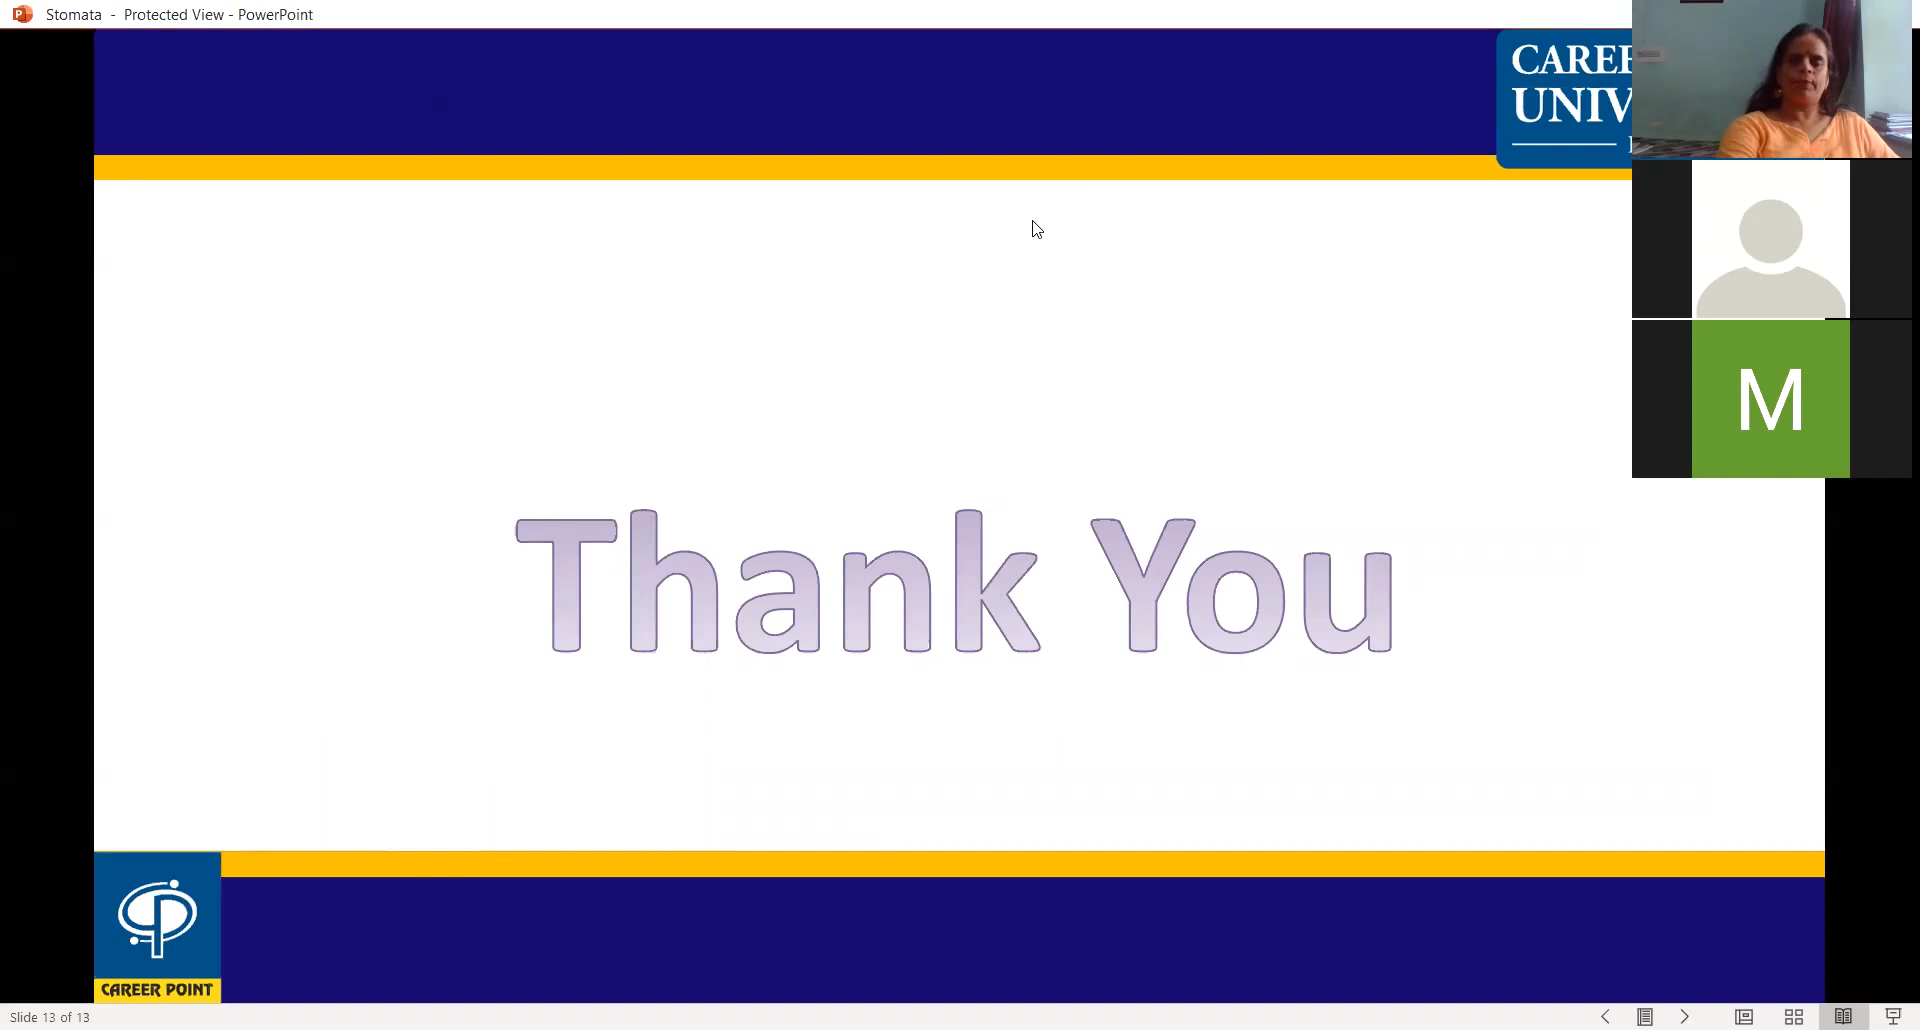 Stomata - Protected View - PowerPoint
CAREE
UNIV
M
Thank You
CAREER POINT
Slide 13 of 13